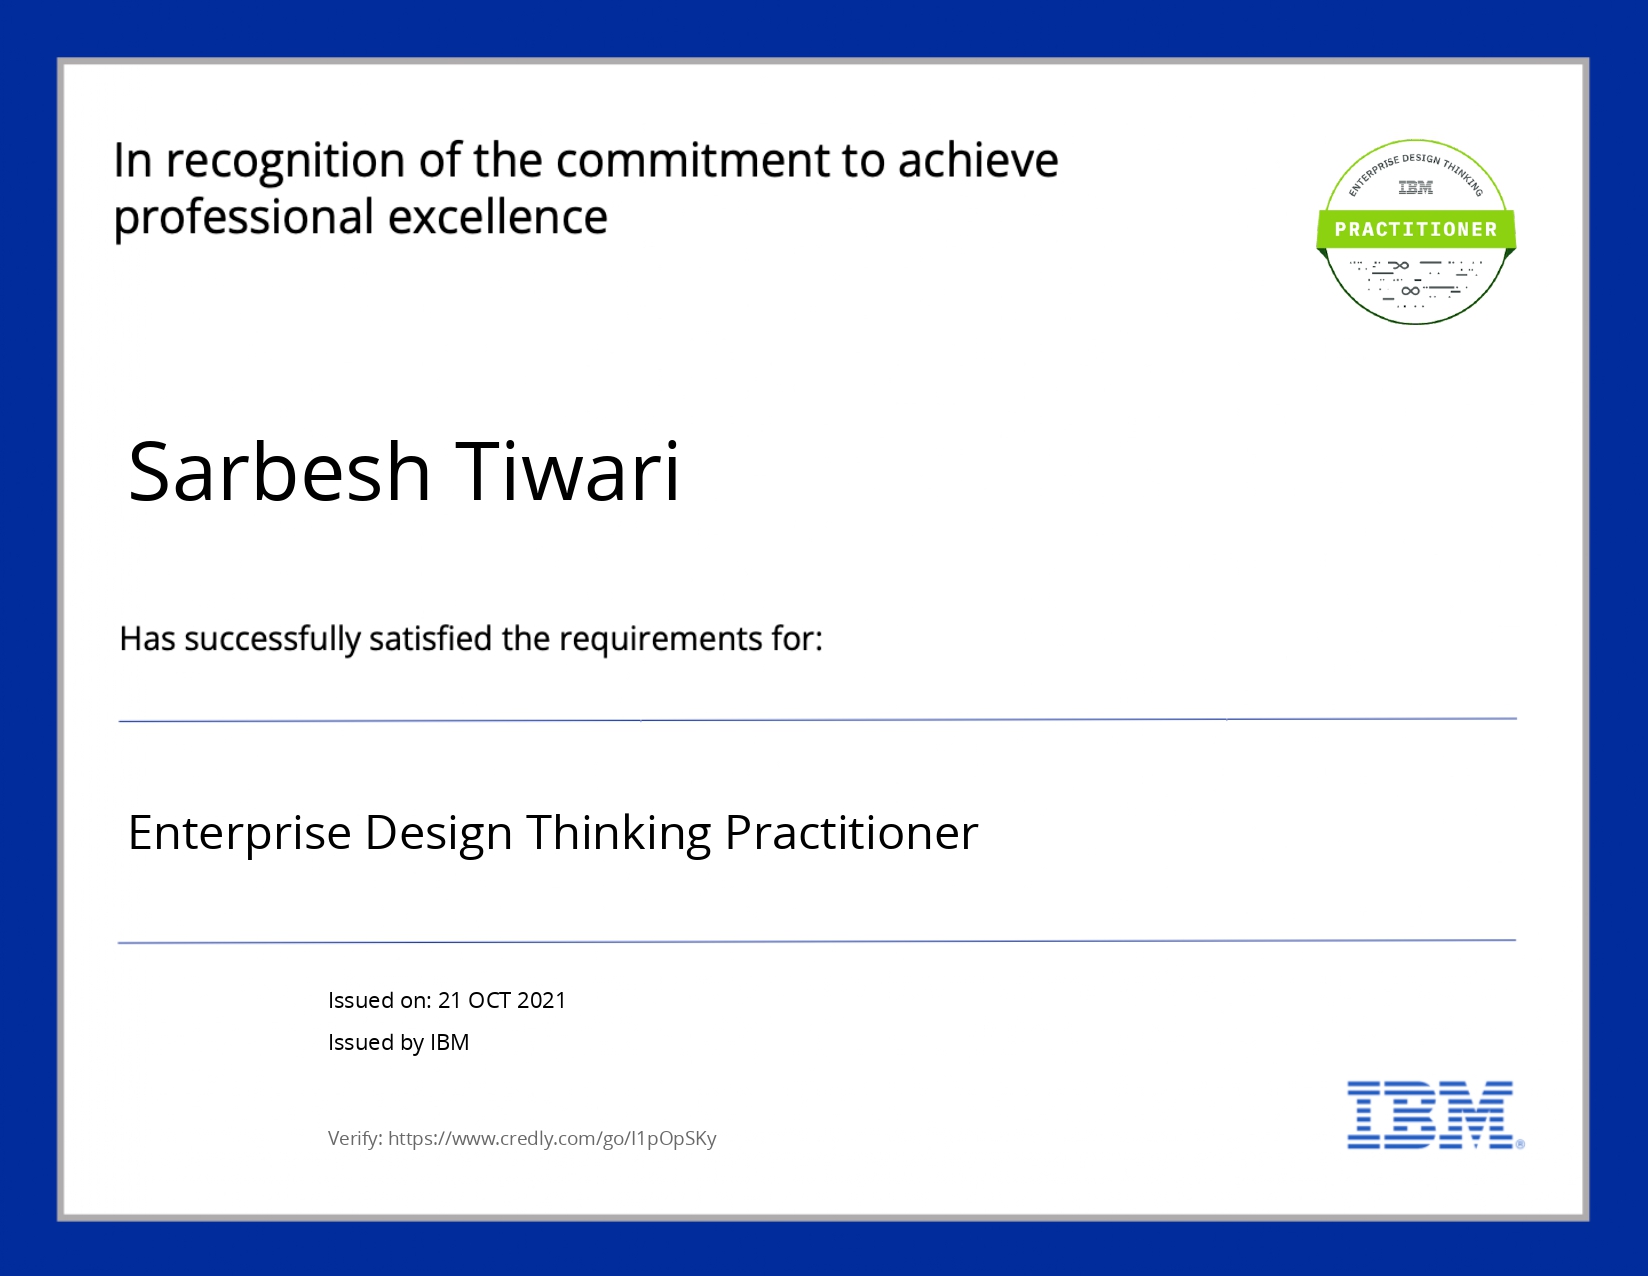 In recognition of the commitment to achieve
professional excellence
ENTERPRISE DESIGN THINKING
IBM
PRACTITIONER
Sarbesh Tiwari
Has successfully satisfied the requirements for:
Enterprise Design Thinking Practitioner
Issued on: 21 OCT 2021
Issued by IBM
Verify: https://www.credly.com/go/l1pOpSKy
IBM®